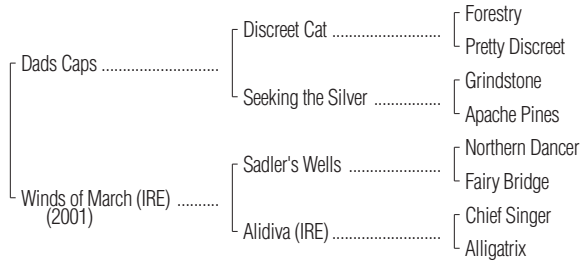 Forestry
Discreet Cat ......................
Pretty Discreet
Dads Caps ........................
Grindstone
Seeking the Silver ..............
Apache Pines
Northern Dancer
Sadler's Wells ...................
Fairy Bridge
Winds of March (IRE) .........
(2001)
Chief Singer
Alidiva (IRE) ......................
Alligatrix